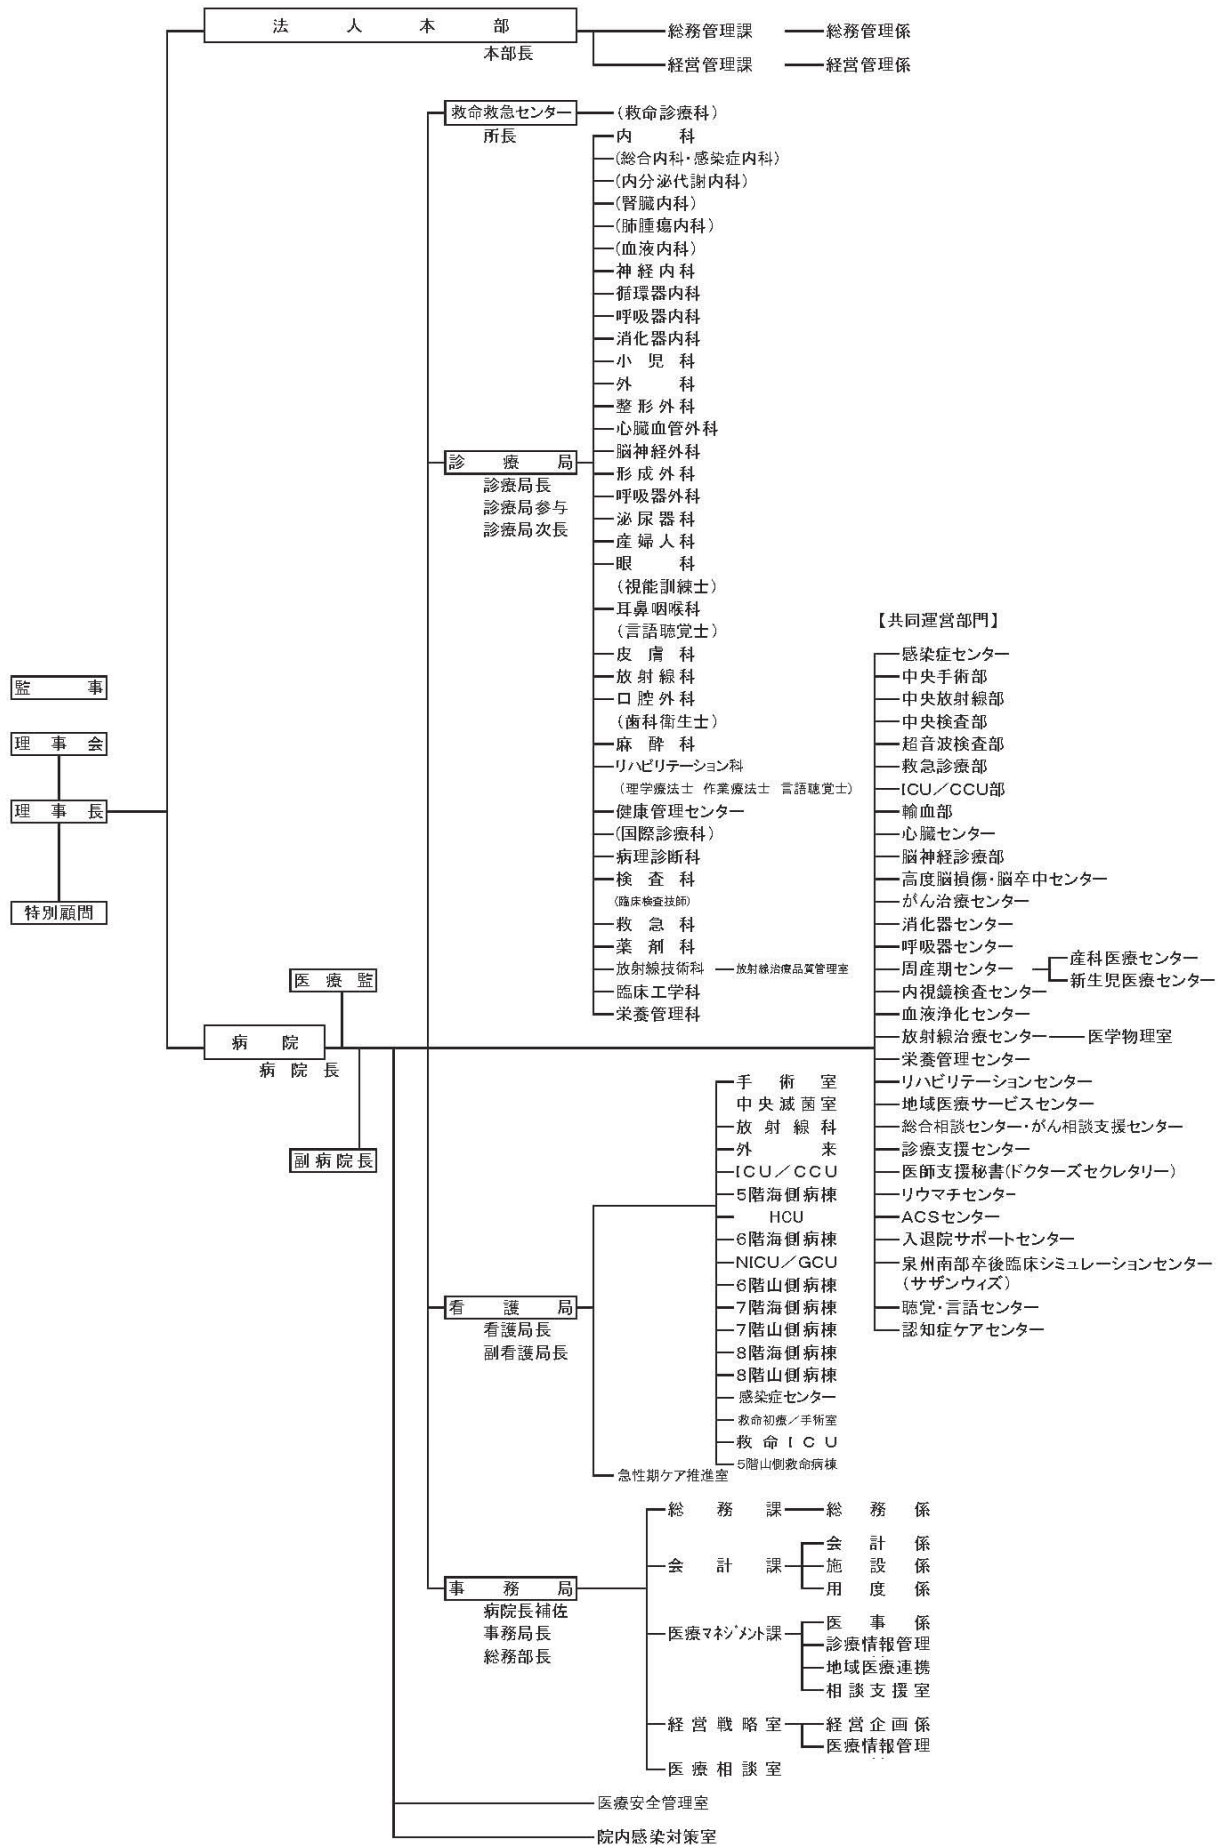 法人本部
本部長
総務管理課 総務管理係
経営管理課 経営管理係
救命救急センター (救命診療科)
所長
内科
(総合内科・感染症内科)
(内分泌代謝内科)
(腎臓内科)
(肺腫瘍内科)
(血液内科)
神経内科
循環器内科
呼吸器内科
消化器内科
小児科
外科
整形外科
心臓血管外科
脳神経外科
診療局
診療局長
診療局参与
診療局次長
形成外科
呼吸器外科
泌尿器科
産婦人科
眼科
(視能訓練士)
耳鼻咽喉科
(言語聴覚士)
皮膚科
放射線科
口腔外科
(歯科衛生士)
麻酔科
リハビリテーション科
(理学療法士 作業療法士 言語聴覚士)
健康管理センター
(国際診療科)
病理診断科
検査科
(臨床検査技師)
救急科
薬剤科
放射線技術科 放射線治療品質管理室
臨床工学科
栄養管理科
監事
理事会
理事長
特別顧問
医療監
病院
病院長
副病院長
【共同運営部門】
感染症センター
中央手術部
中央放射線部
中央検査部
超音波検査部
救急診療部
ICU/CCU部
輸血部
心臓センター
脳神経診療部
高度脳損傷・脳卒中センター
がん治療センター
消化器センター
呼吸器センター
周産期センター
産科医療センター
新生児医療センター
内視鏡検査センター
血液浄化センター
放射線治療センター 医学物理室
栄養管理センター
リハビリテーションセンター
地域医療サービスセンター
総合相談センター・がん相談支援センター
診療支援センター
医師支援秘書(ドクターズセクレタリー)
リウマチセンター
ACSセンター
入退院サポートセンター
泉州南部卒後臨床シミュレーションセンター
(サザンウィズ)
聴覚・言語センター
認知症ケアセンター
手術室
中央滅菌室
放射線科
外来
ICU/CCU
5階海側病棟
HCU
6階海側病棟
NICU/GCU
6階山側病棟
7階海側病棟
7階山側病棟
8階海側病棟
8階山側病棟
感染症センター
救命初療/手術室
救命ICU
5階山側救命病棟
看護局
看護局長
副看護局長
急性期ケア推進室
総務課 総務係
会計課
会計係
施設係
用度係
事務局
病院長補佐
事務局長
総務部長
医療マネジメント課
医事係
診療情報管理
地域医療連携
相談支援室
経営戦略室
経営企画係
医療情報管理
医療相談室
医療安全管理室
院内感染対策室